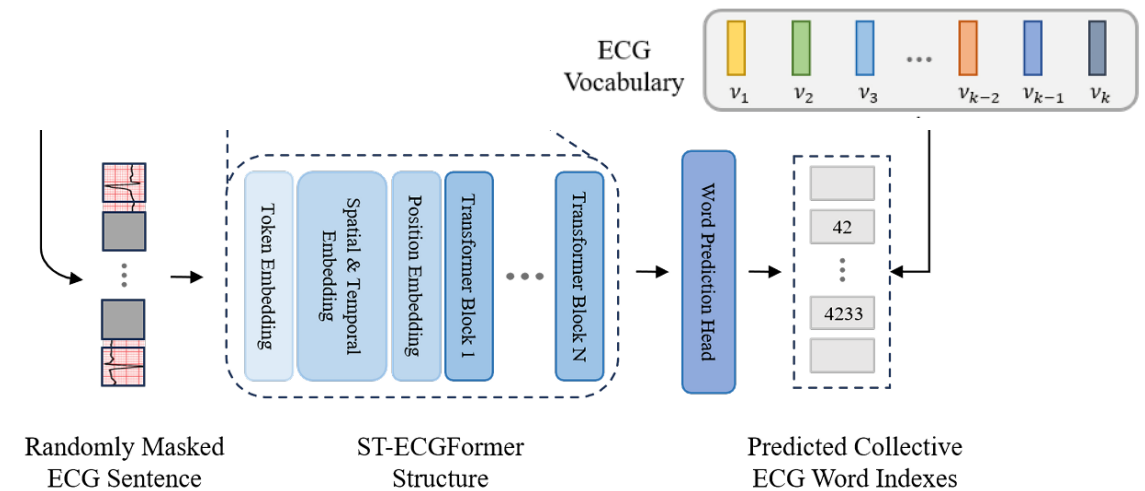 ECG
Vocabulary
v₁
v₂
v₃
...
vₖ₋₂
vₖ₋₁
vₖ
Token Embedding
Spatial & Temporal
Embedding
Position Embedding
Transformer Block 1
...
Transformer Block N
Word Prediction Head
42
4233
Randomly Masked
ECG Sentence
ST-ECGFormer
Structure
Predicted Collective
ECG Word Indexes